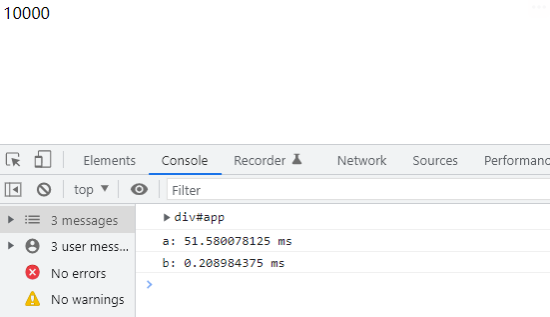 10000
Elements Console Recorder Network Sources Performanc
top Filter
3 messages
3 user mess...
No errors
No warnings
div#app
a: 51.580078125 ms
b: 0.208984375 ms